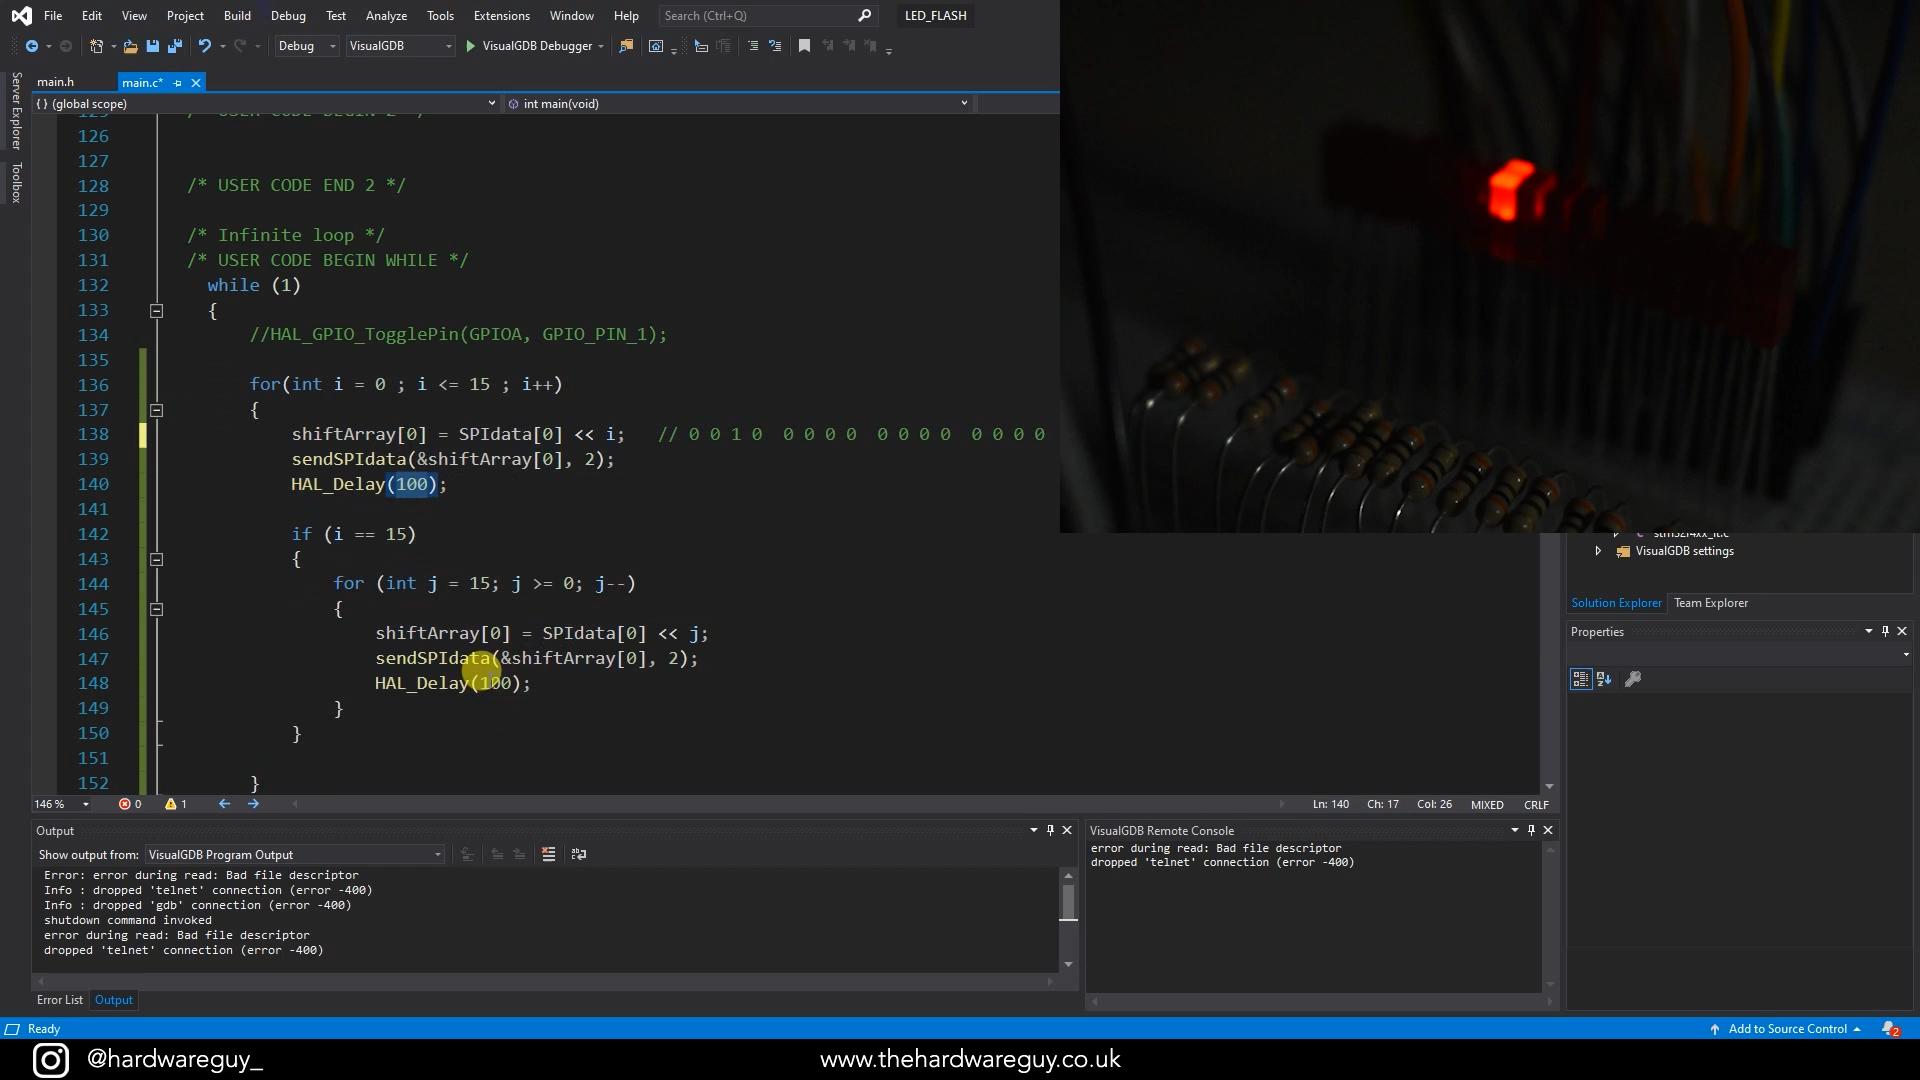 File Edit View Project Build Debug Test Analyze Tools Extensions Window Help Search (Ctrl+Q) LED_FLASH
Debug VisualGDB VisualGDB Debugger
main.h main.c*
{ } (global scope) int main(void)
Server Explorer
Toolbox
126
127
128 /* USER CODE END 2 */
129
130 /* Infinite loop */
131 /* USER CODE BEGIN WHILE */
132 while (1)
133 {
134 //HAL_GPIO_TogglePin(GPIOA, GPIO_PIN_1);
135
136 for(int i = 0 ; i <= 15 ; i++)
137 {
138 shiftArray[0] = SPIdata[0] << i; // 0 0 1 0 0 0 0 0 0 0 0 0 0 0 0 0
139 sendSPIdata(&shiftArray[0], 2);
140 HAL_Delay(100);
141
142 if (i == 15)
143 {
144 for (int j = 15; j >= 0; j--)
145 {
146 shiftArray[0] = SPIdata[0] << j;
147 sendSPIdata(&shiftArray[0], 2);
148 HAL_Delay(100);
149 }
150 }
151
152 }
146 % 0 1 Ln: 140 Ch: 17 Col: 26 MIXED CRLF
VisualGDB settings
Solution Explorer Team Explorer
Properties
Output
Show output from: VisualGDB Program Output
Error: error during read: Bad file descriptor
Info : dropped 'telnet' connection (error -400)
Info : dropped 'gdb' connection (error -400)
shutdown command invoked
error during read: Bad file descriptor
dropped 'telnet' connection (error -400)
Error List Output
VisualGDB Remote Console
error during read: Bad file descriptor
dropped 'telnet' connection (error -400)
Ready Add to Source Control 2
@hardwareguy_ www.thehardwareguy.co.uk